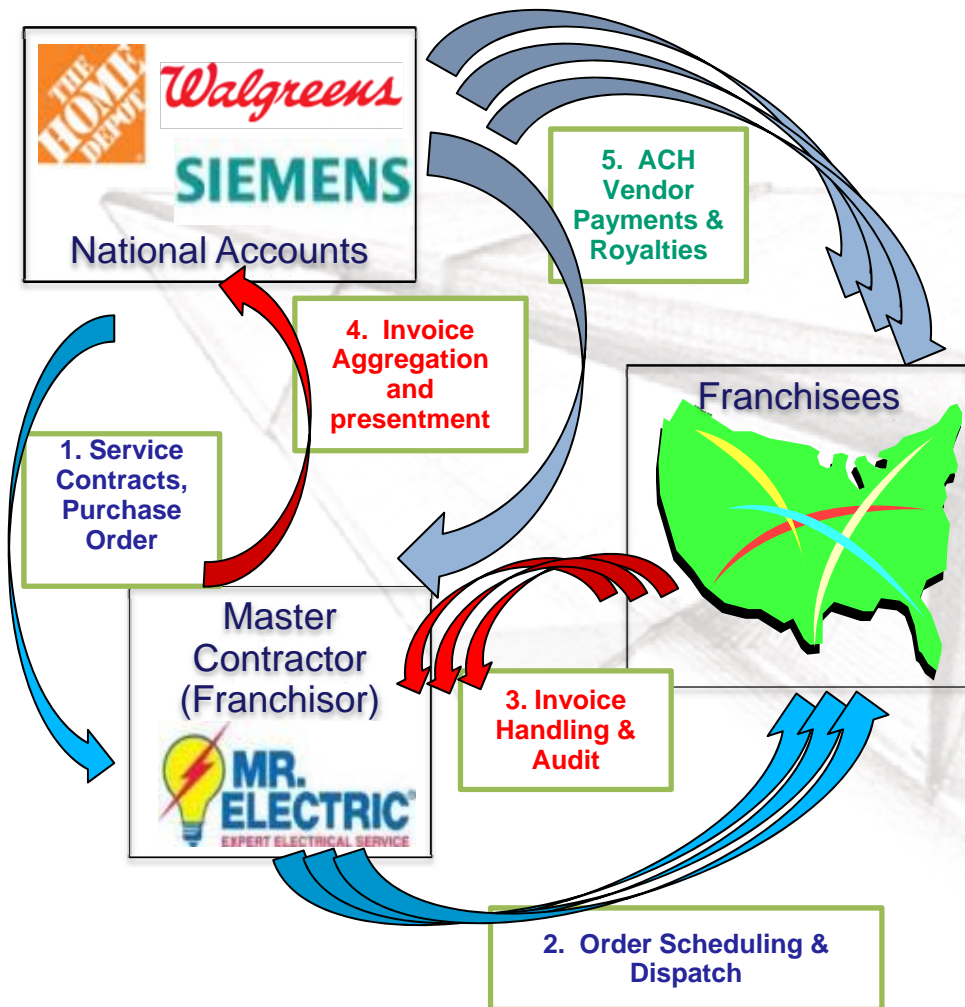 THE
HOME
DEPOT
Walgreens
SIEMENS
National Accounts
5. ACH
Vendor
Payments &
Royalties
4. Invoice
Aggregation
and
presentment
Franchisees
1. Service
Contracts,
Purchase
Order
Master
Contractor
(Franchisor)
MR.
ELECTRIC®
EXPERT ELECTRICAL SERVICE
3. Invoice
Handling &
Audit
2. Order Scheduling &
Dispatch